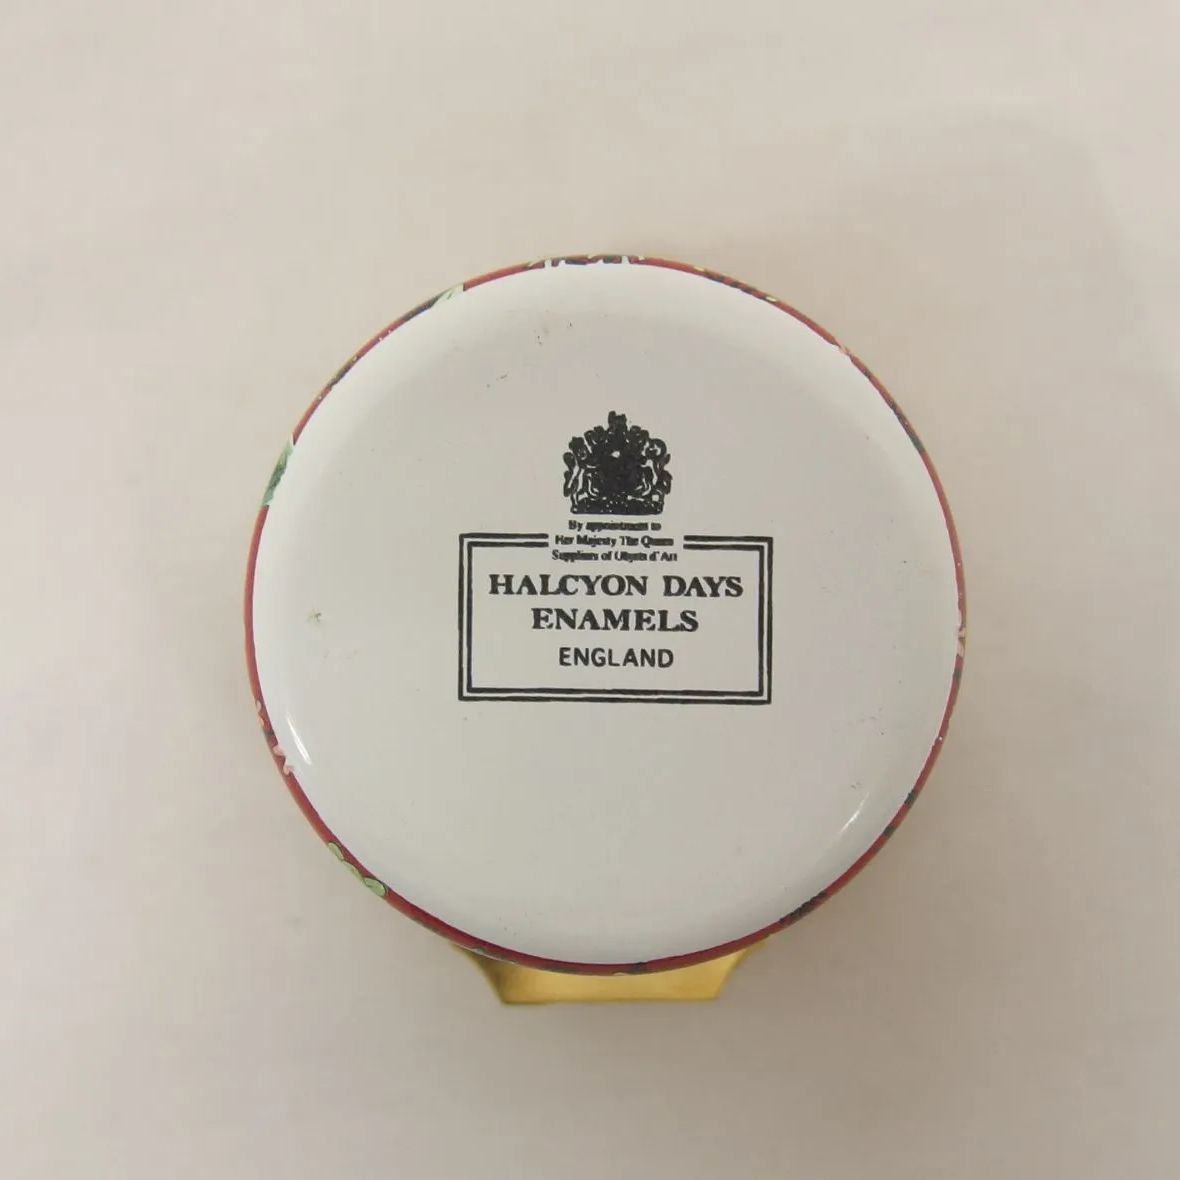 By appointment to
Her Majesty The Queen
Suppliers of Objets d'Art
HALCYON DAYS
ENAMELS
ENGLAND